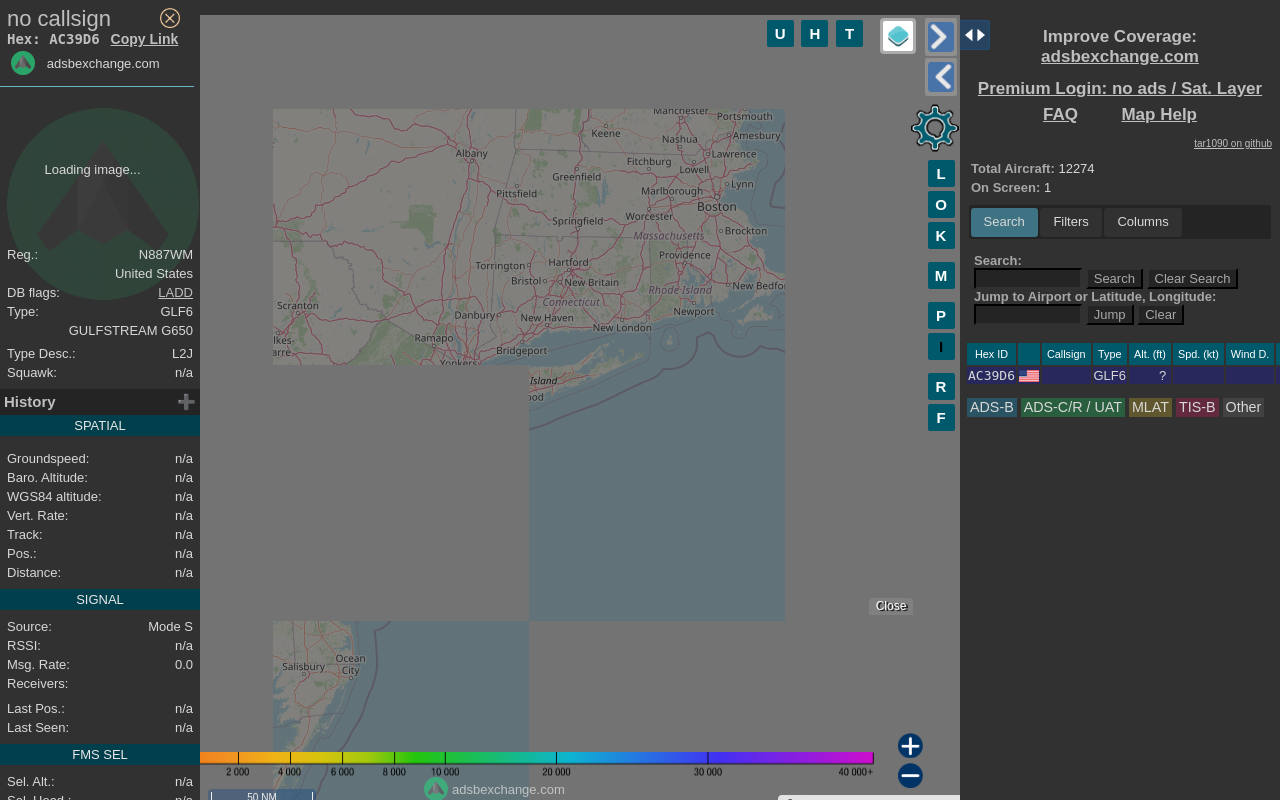 no callsign
Hex: AC39D6 Copy Link
adsbexchange.com
Loading image...
Reg.: N887WM
United States
DB flags: LADD
Type: GLF6
GULFSTREAM G650
Type Desc.: L2J
Squawk: n/a
History
SPATIAL
Groundspeed: n/a
Baro. Altitude: n/a
WGS84 altitude: n/a
Vert. Rate: n/a
Track: n/a
Pos.: n/a
Distance: n/a
SIGNAL
Source: Mode S
RSSI: n/a
Msg. Rate: 0.0
Receivers:
Last Pos.: n/a
Last Seen: n/a
FMS SEL
Sel. Alt.: n/a
Sel. Head.: n/a
U H T
L
O
K
M
P
I
R
F
Manchester
Portsmouth
Keene
Nashua
Amesbury
Albany
Fitchburg
Lawrence
Greenfield
Lowell
Pittsfield
Marlborough
Lynn
Springfield
Worcester
Boston
Massachusetts
Brockton
Torrington
Hartford
Providence
Bristol
New Britain
Rhode Island
New Bedfo
Scranton
Connecticut
Danbury
New Haven
New London
Newport
lkes-
arre
Ramapo
Bridgeport
Yonkers
Island
ood
Close
Salisbury
Ocean
City
2 000 4 000 6 000 8 000 10 000 20 000 30 000 40 000+
adsbexchange.com
50 NM
Improve Coverage:
adsbexchange.com
Premium Login: no ads / Sat. Layer
FAQ Map Help
tar1090 on github
Total Aircraft: 12274
On Screen: 1
Search Filters Columns
Search:
Search Clear Search
Jump to Airport or Latitude, Longitude:
Jump Clear
Hex ID Callsign Type Alt. (ft) Spd. (kt) Wind D.
AC39D6 GLF6 ?
ADS-B ADS-C/R / UAT MLAT TIS-B Other